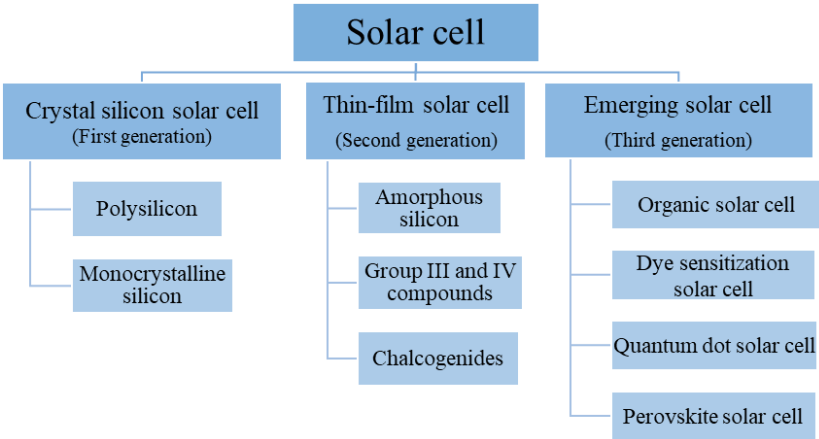 Solar cell
Crystal silicon solar cell
(First generation)
Polysilicon
Monocrystalline
silicon
Thin-film solar cell
(Second generation)
Amorphous
silicon
Group III and IV
compounds
Chalcogenides
Emerging solar cell
(Third generation)
Organic solar cell
Dye sensitization
solar cell
Quantum dot solar cell
Perovskite solar cell